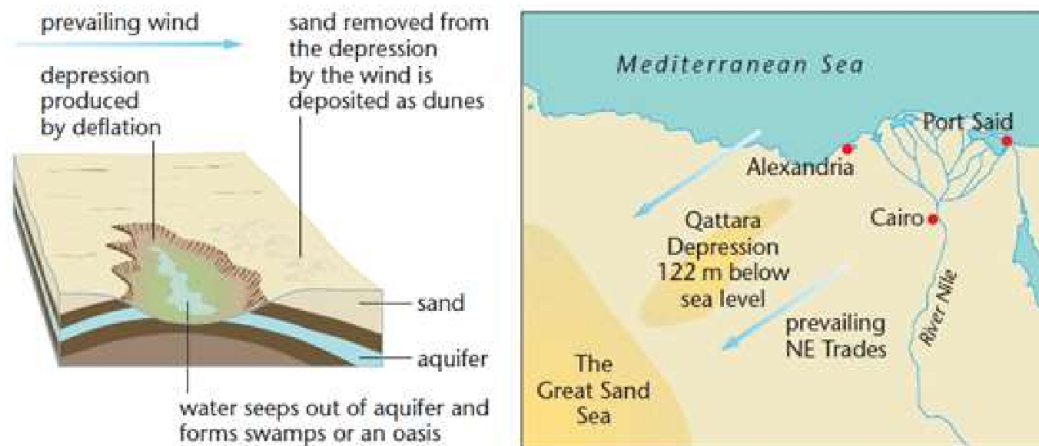 prevailing wind
depression
produced
by deflation
sand removed from
the depression
by the wind is
deposited as dunes
sand
aquifer
water seeps out of aquifer and
forms swamps or an oasis
Mediterranean Sea
Port Said
Alexandria
Cairo
Qattara
Depression
122 m below
sea level
prevailing
NE Trades
River Nile
The
Great Sand
Sea